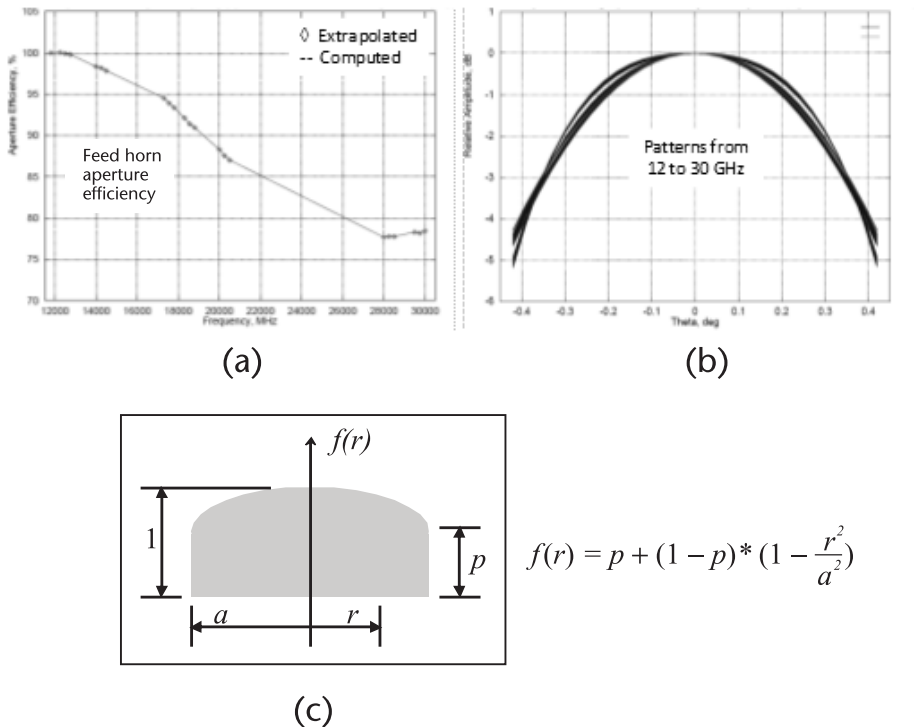 105
100
95
90
85
80
75
70
Aperture Efficiency, %
◊ Extrapolated
-- Computed
Feed horn
aperture
efficiency
12000 14000 16000 18000 20000 22000 24000 26000 28000 30000
Frequency, MHz
(a)
1
0
-1
-2
-3
-4
-5
-6
Relative Amplitude, dB
Patterns from
12 to 30 GHz
-0.4 -0.3 -0.2 -0.1 0 0.1 0.2 0.3 0.4
Theta, deg
(b)
f(r)
1
p
a
r
f(r) = p + (1 − p)* (1 − r²/a²)
(c)